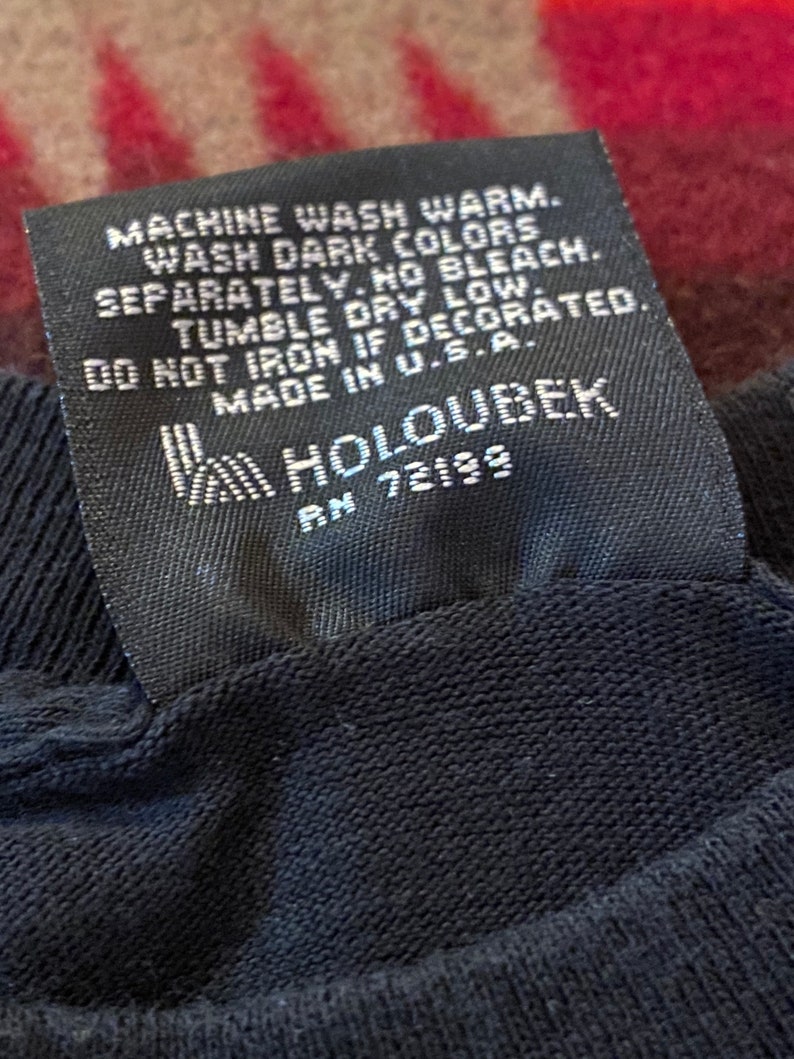 MACHINE WASH WARM.
WASH DARK COLORS
SEPARATELY. NO BLEACH.
TUMBLE DRY LOW.
DO NOT IRON IF DECORATED.
MADE IN U.S.A.
HOLOUBEK
RN 72199